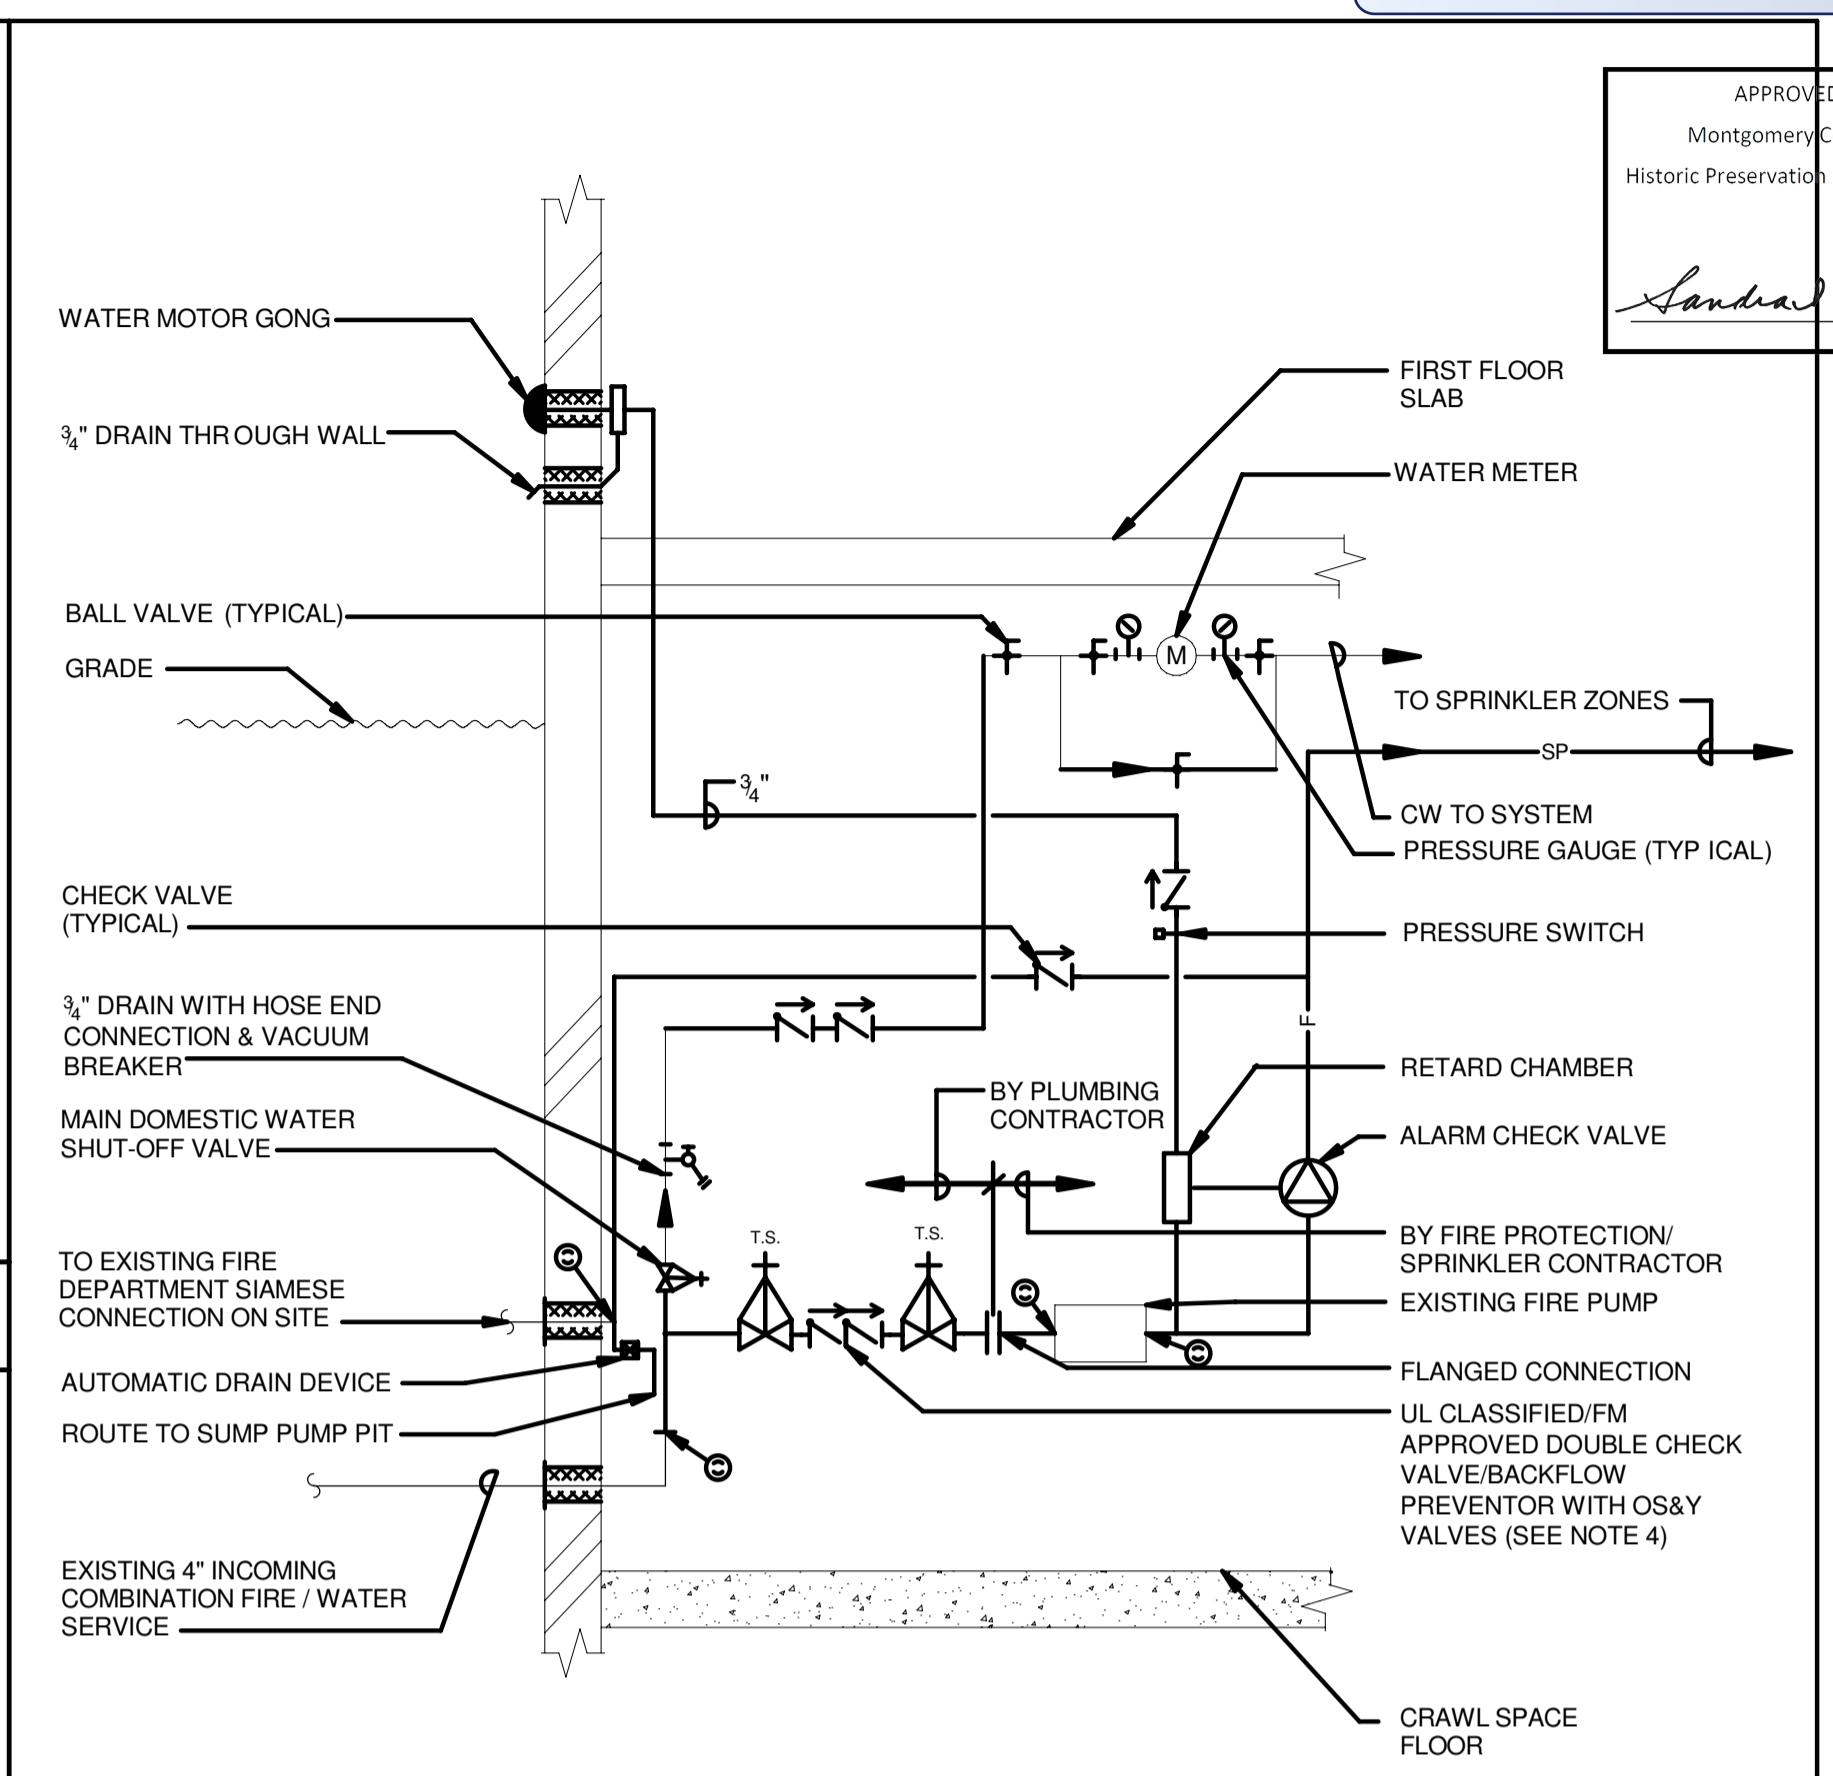 APPROVED
Montgomery C
Historic Preservation
Sandra
WATER MOTOR GONG
¾" DRAIN THR OUGH WALL
FIRST FLOOR
SLAB
WATER METER
BALL VALVE (TYPICAL)
GRADE
M
TO SPRINKLER ZONES
SP
¾"
CW TO SYSTEM
PRESSURE GAUGE (TYP ICAL)
CHECK VALVE
(TYPICAL)
PRESSURE SWITCH
¾" DRAIN WITH HOSE END
CONNECTION & VACUUM
BREAKER
F
RETARD CHAMBER
BY PLUMBING
CONTRACTOR
MAIN DOMESTIC WATER
SHUT-OFF VALVE
ALARM CHECK VALVE
T.S.
T.S.
BY FIRE PROTECTION/
SPRINKLER CONTRACTOR
TO EXISTING FIRE
DEPARTMENT SIAMESE
CONNECTION ON SITE
EXISTING FIRE PUMP
AUTOMATIC DRAIN DEVICE
FLANGED CONNECTION
ROUTE TO SUMP PUMP PIT
UL CLASSIFIED/FM
APPROVED DOUBLE CHECK
VALVE/BACKFLOW
PREVENTOR WITH OS&Y
VALVES (SEE NOTE 4)
EXISTING 4" INCOMING
COMBINATION FIRE / WATER
SERVICE
CRAWL SPACE
FLOOR